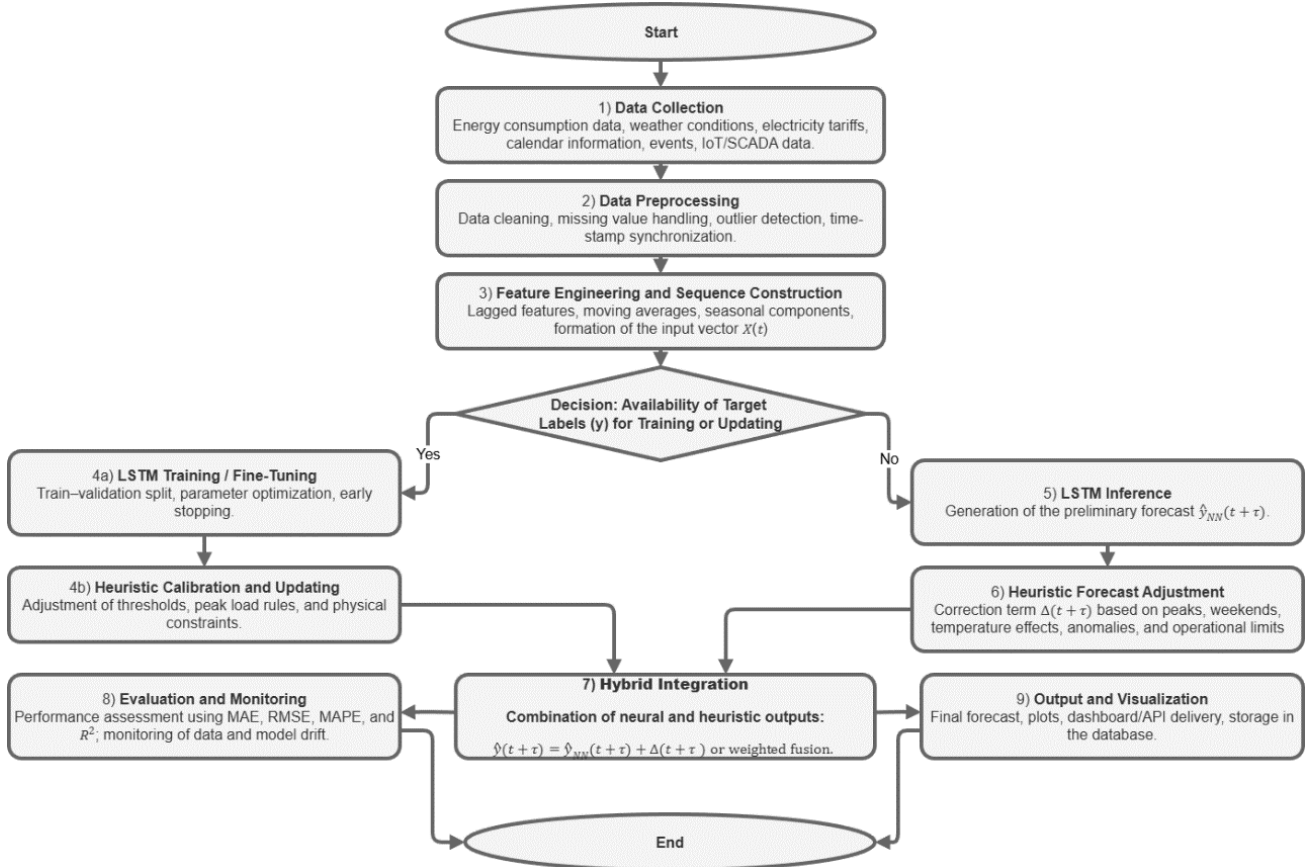 Start
1) Data Collection
Energy consumption data, weather conditions, electricity tariffs,
calendar information, events, IoT/SCADA data.
2) Data Preprocessing
Data cleaning, missing value handling, outlier detection, time-
stamp synchronization.
3) Feature Engineering and Sequence Construction
Lagged features, moving averages, seasonal components,
formation of the input vector X(t)
Decision: Availability of Target
Labels (y) for Training or Updating
Yes
No
4a) LSTM Training / Fine-Tuning
Train–validation split, parameter optimization, early
stopping.
5) LSTM Inference
Generation of the preliminary forecast ŷ_NN(t + τ).
4b) Heuristic Calibration and Updating
Adjustment of thresholds, peak load rules, and physical
constraints.
6) Heuristic Forecast Adjustment
Correction term Δ(t + τ) based on peaks, weekends,
temperature effects, anomalies, and operational limits
8) Evaluation and Monitoring
Performance assessment using MAE, RMSE, MAPE, and
R²; monitoring of data and model drift.
7) Hybrid Integration
Combination of neural and heuristic outputs:
ŷ(t + τ) = ŷ_NN(t + τ) + Δ(t + τ ) or weighted fusion.
9) Output and Visualization
Final forecast, plots, dashboard/API delivery, storage in
the database.
End